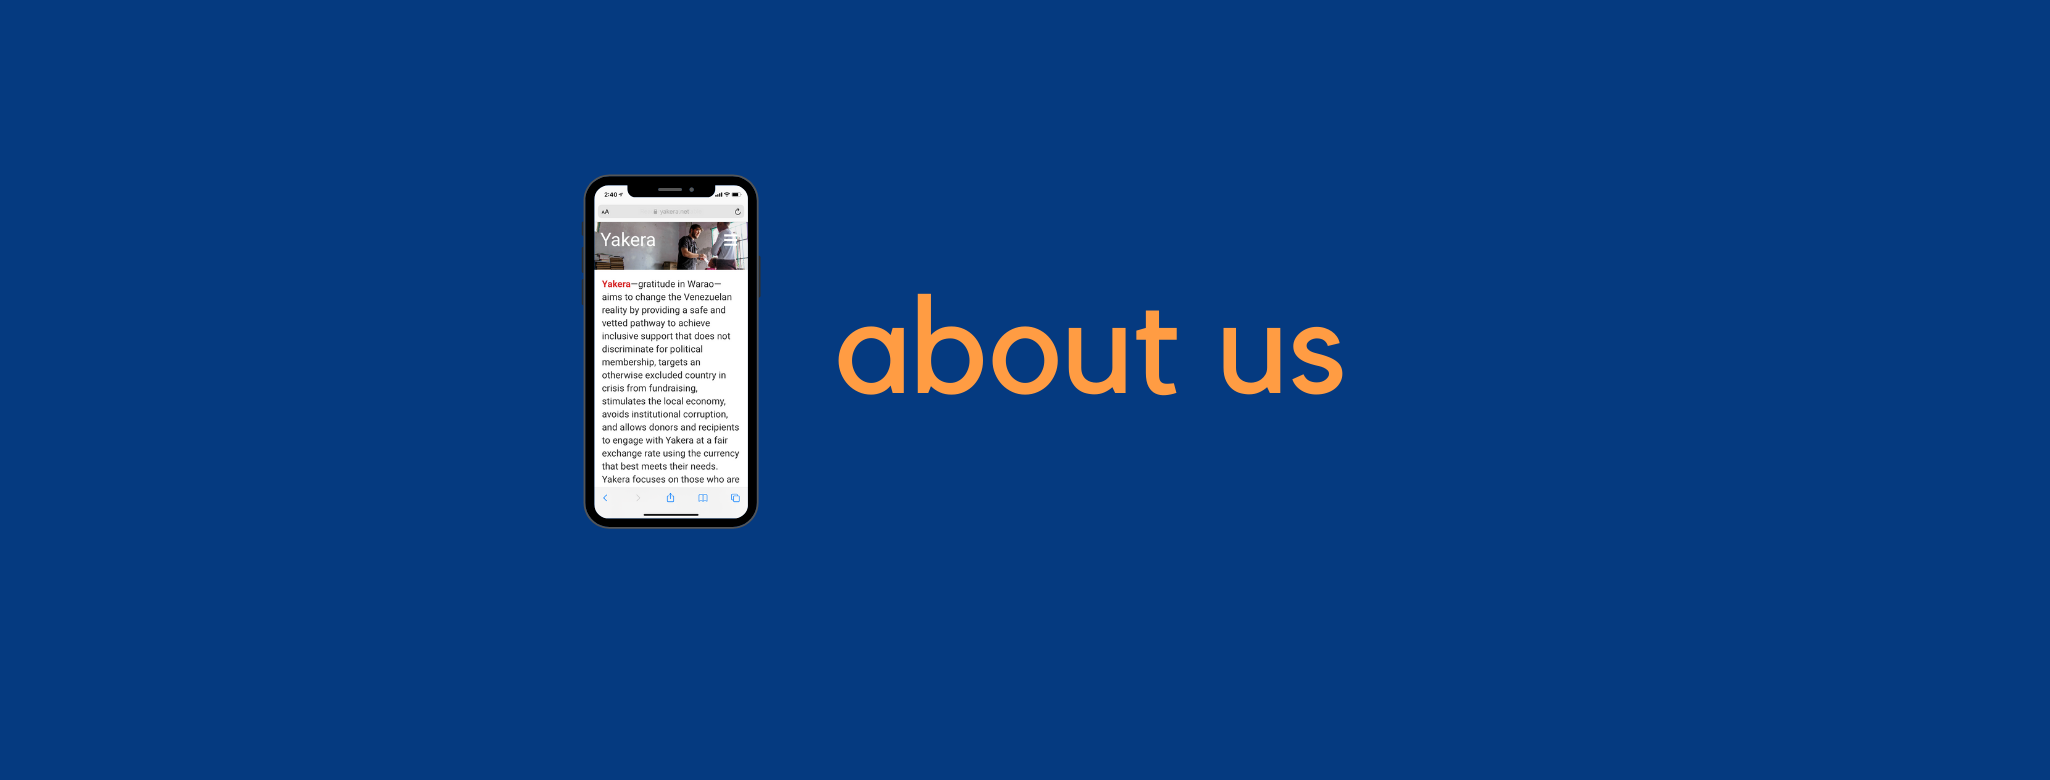 2:40
AA yakera.net
Yakera
Yakera—gratitude in Warao—
aims to change the Venezuelan
reality by providing a safe and
vetted pathway to achieve
inclusive support that does not
discriminate for political
membership, targets an
otherwise excluded country in
crisis from fundraising,
stimulates the local economy,
avoids institutional corruption,
and allows donors and recipients
to engage with Yakera at a fair
exchange rate using the currency
that best meets their needs.
Yakera focuses on those who are
about us